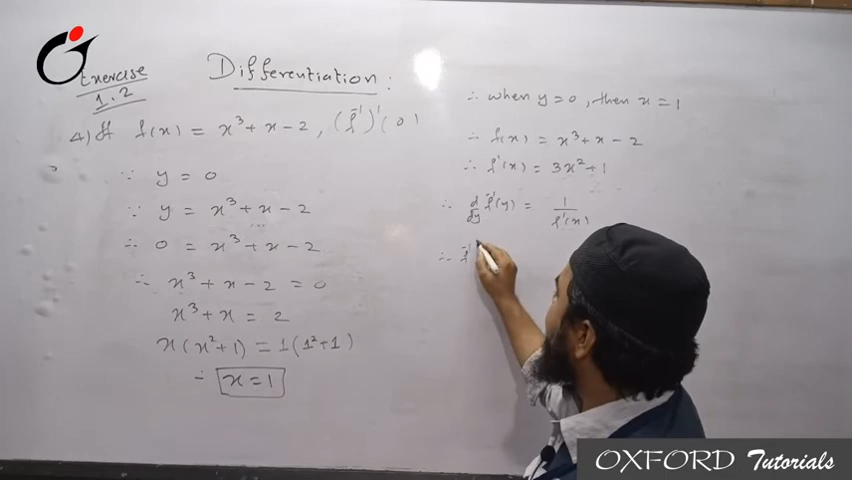 Exercise
1.2
Differentiation:
4) If f(x) = x³ + x - 2, (f⁻¹)'(0)
∵ y = 0
∵ y = x³ + x - 2
∴ 0 = x³ + x - 2
∴ x³ + x - 2 = 0
x³ + x = 2
x(x² + 1) = 1(1² + 1)
∴ x = 1
∴ when y = 0, then x = 1
∴ f(x) = x³ + x - 2
∴ f'(x) = 3x² + 1
∴ d/dy f⁻¹(y) = 1/f'(x)
∴ f⁻¹
OXFORD Tutorials